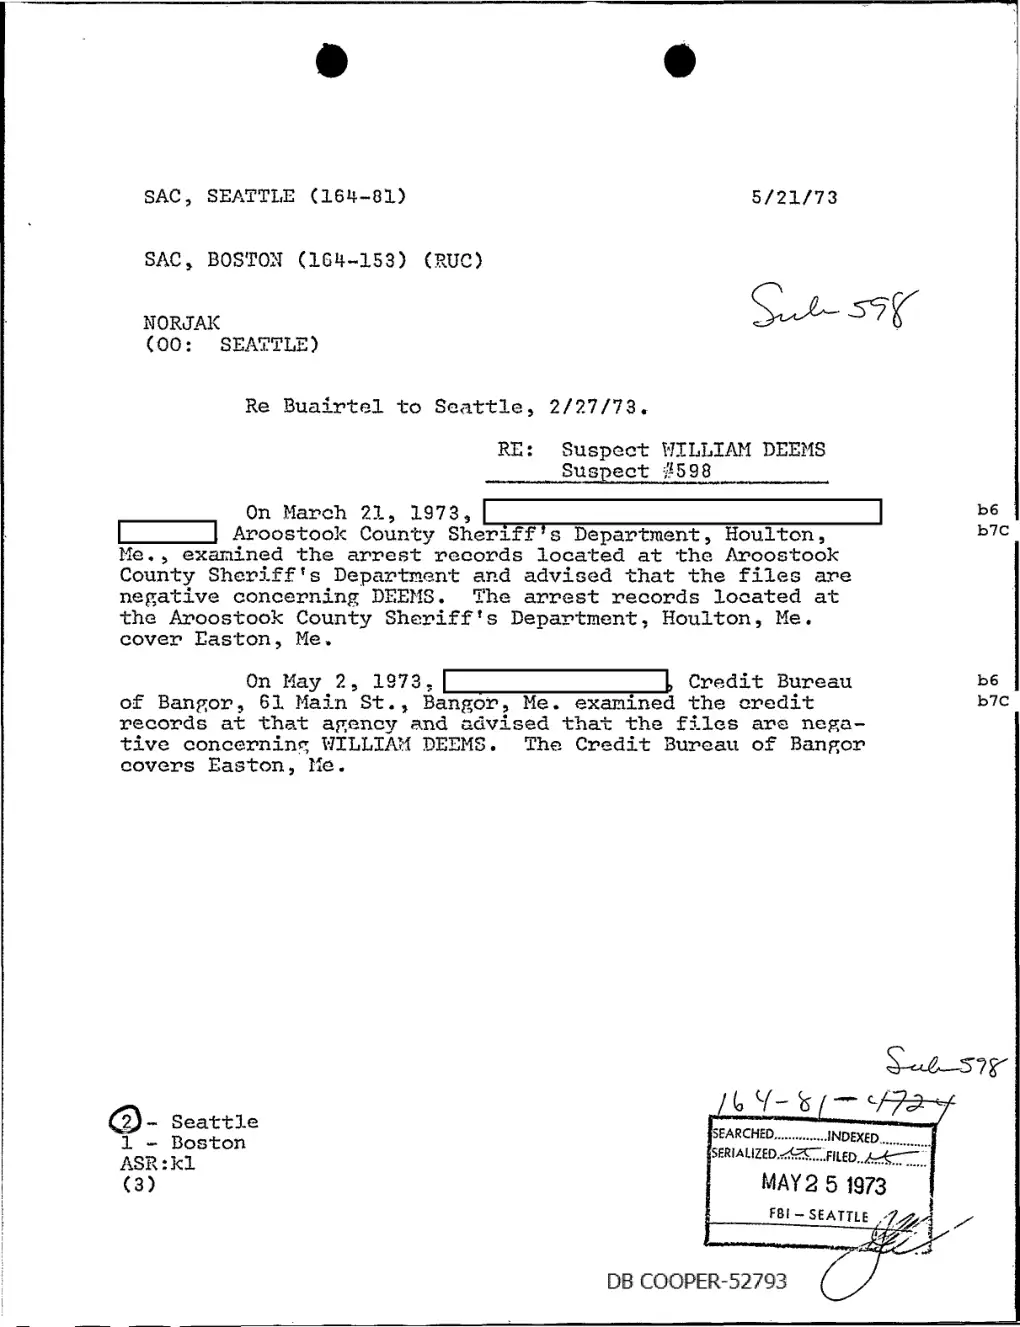 SAC, SEATTLE (164-81) 5/21/73
SAC, BOSTON (164-153) (RUC)
Sub 598
NORJAK
(OO: SEATTLE)
Re Buairtel to Seattle, 2/27/73.
RE: Suspect WILLIAM DEEMS
Suspect #598
On March 21, 1973,
b6
Aroostook County Sheriff's Department, Houlton,
b7C
Me., examined the arrest records located at the Aroostook
County Sheriff's Department and advised that the files are
negative concerning DEEMS. The arrest records located at
the Aroostook County Sheriff's Department, Houlton, Me.
cover Easton, Me.
On May 2, 1973, , Credit Bureau
b6
of Bangor, 61 Main St., Bangor, Me. examined the credit
b7C
records at that agency and advised that the files are nega-
tive concerning WILLIAM DEEMS. The Credit Bureau of Bangor
covers Easton, Me.
Sub 598
164-81-4724
2 - Seattle
1 - Boston
ASR:kl
(3)
SEARCHED..............INDEXED..............
SERIALIZED..............FILED..............
MAY 25 1973
FBI - SEATTLE
DB COOPER-52793